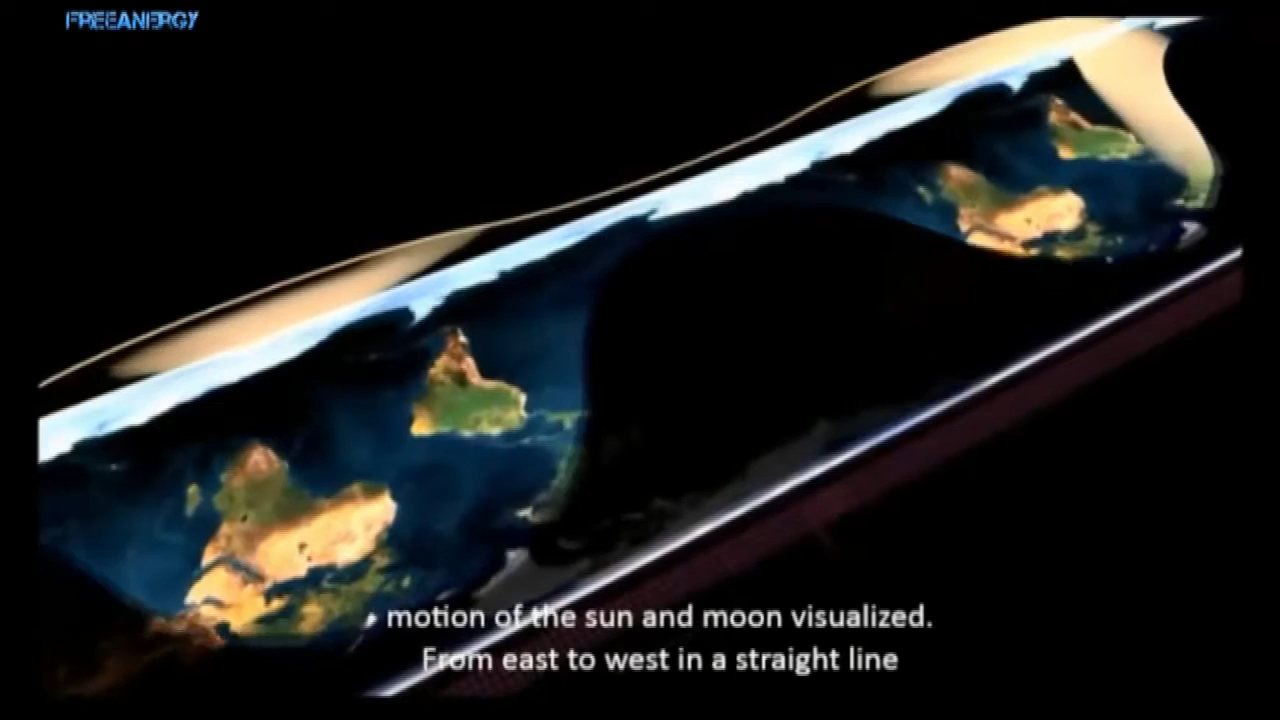 FREEANERGY
motion of the sun and moon visualized.
From east to west in a straight line